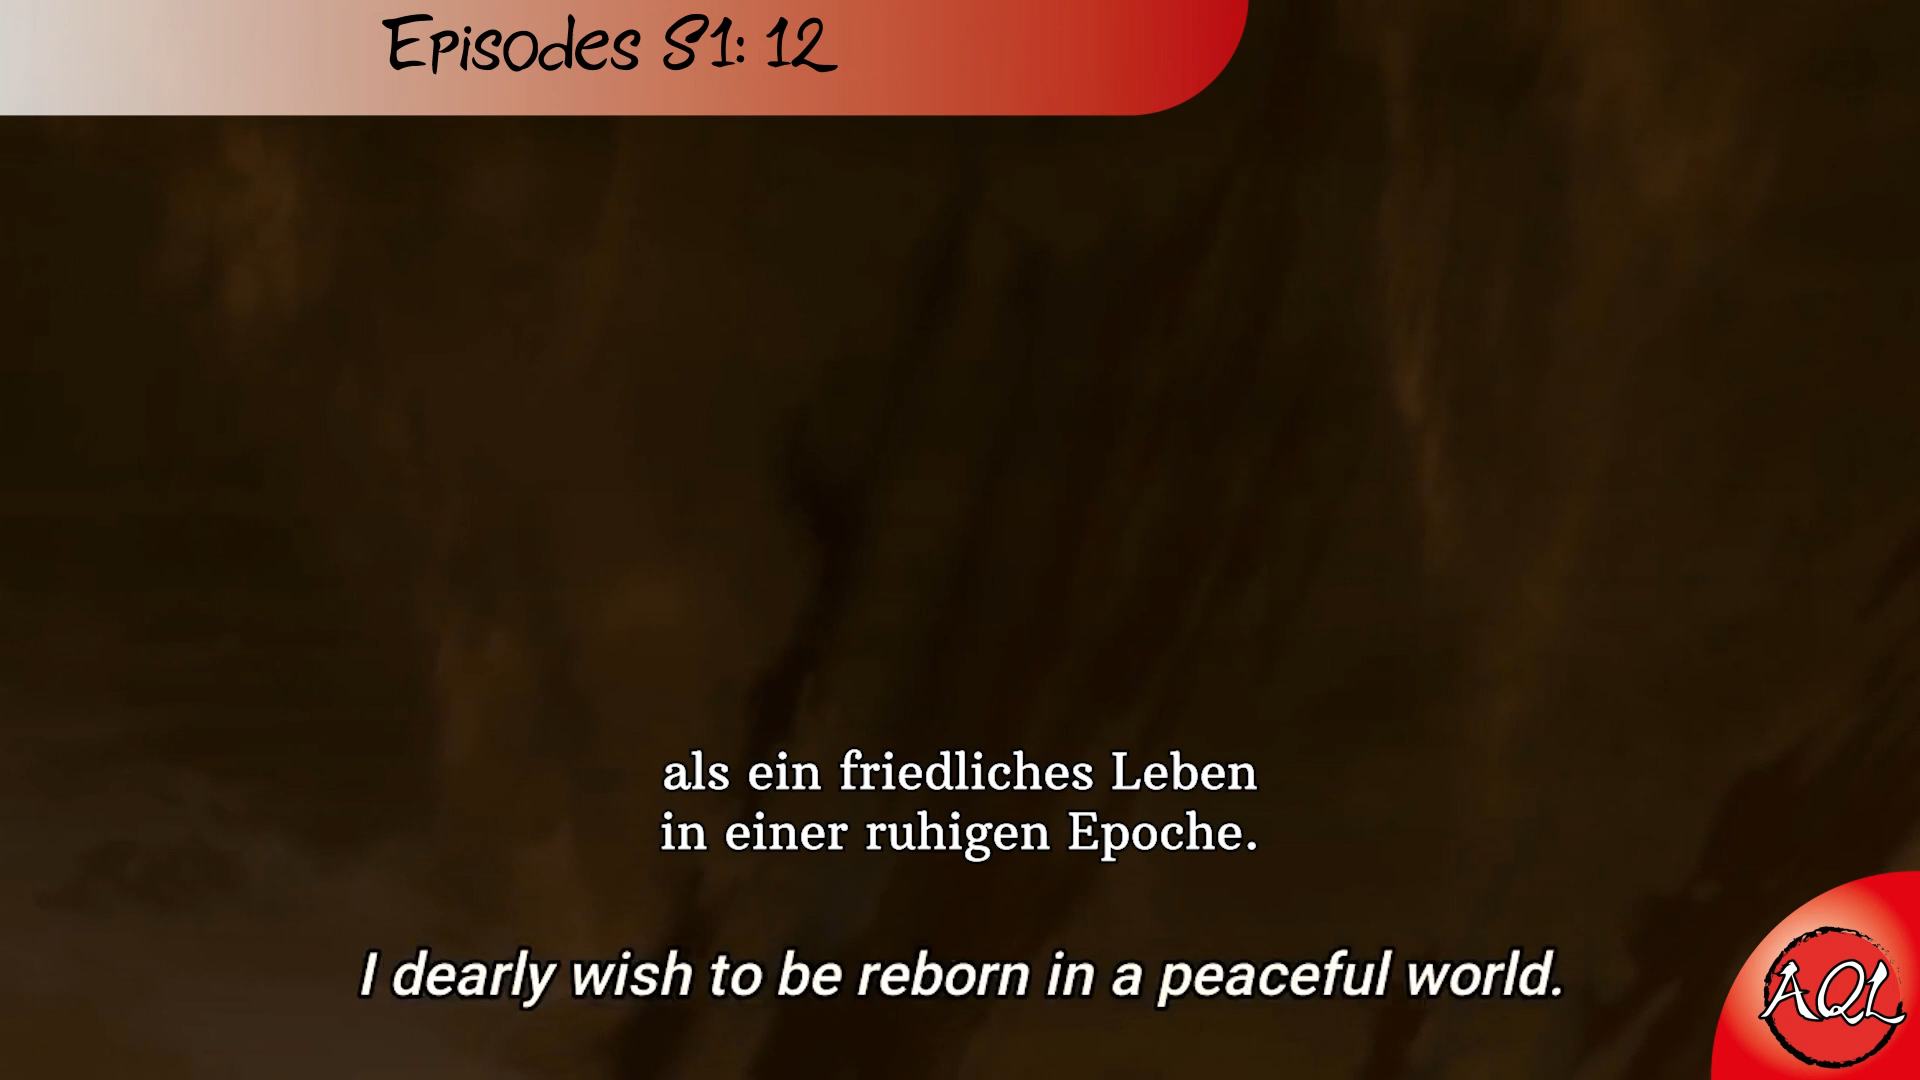 Episodes S1: 12
als ein friedliches Leben
in einer ruhigen Epoche.
I dearly wish to be reborn in a peaceful world.
AQL